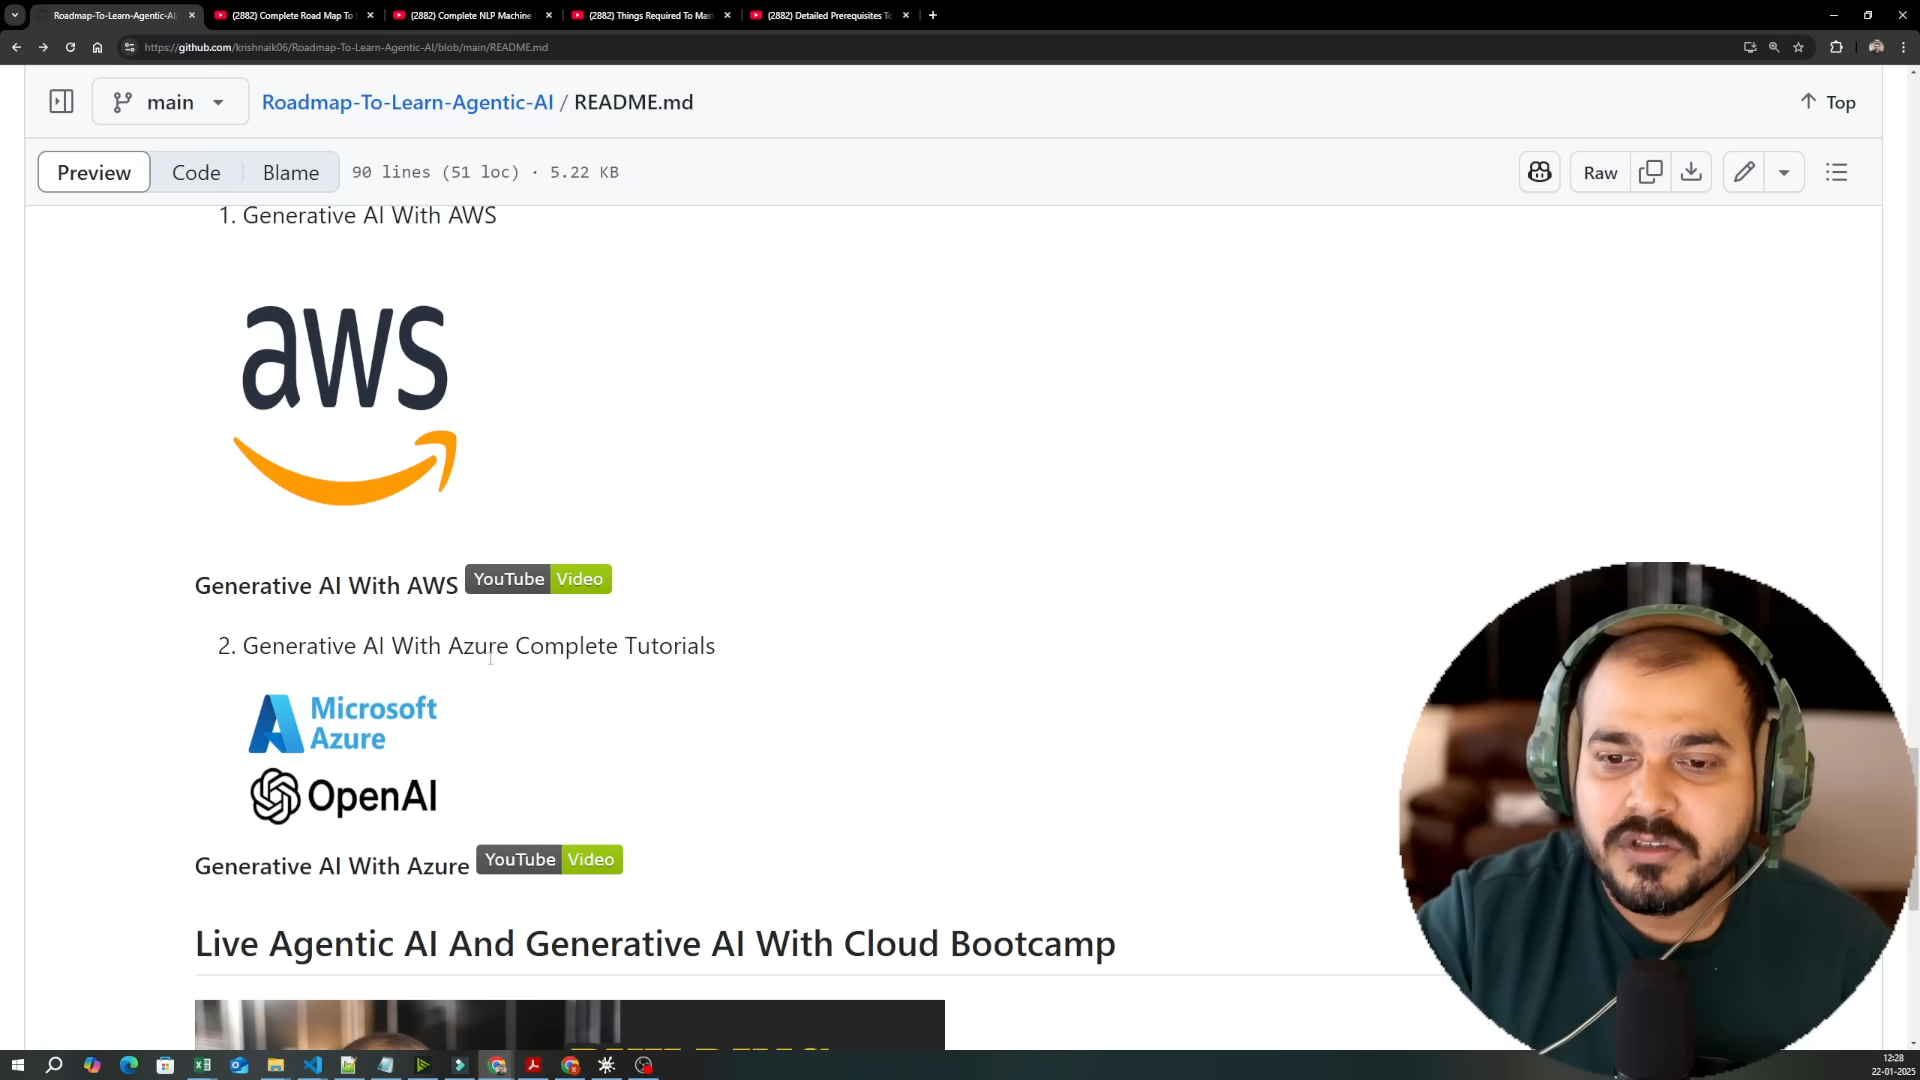 Roadmap-To-Learn-Agentic-AI/
(2882) Complete Road Map To
(2882) Complete NLP Machine
(2882) Things Required To Mas
(2882) Detailed Prerequisites To
https://github.com/krishnaik06/Roadmap-To-Learn-Agentic-AI/blob/main/README.md
main
Roadmap-To-Learn-Agentic-AI / README.md
Top
Preview
Code
Blame
90 lines (51 loc) · 5.22 KB
Raw
1. Generative AI With AWS
aws
Generative AI With AWS YouTube Video
2. Generative AI With Azure Complete Tutorials
Microsoft
Azure
OpenAI
Generative AI With Azure YouTube Video
Live Agentic AI And Generative AI With Cloud Bootcamp
12:28
22-01-2025